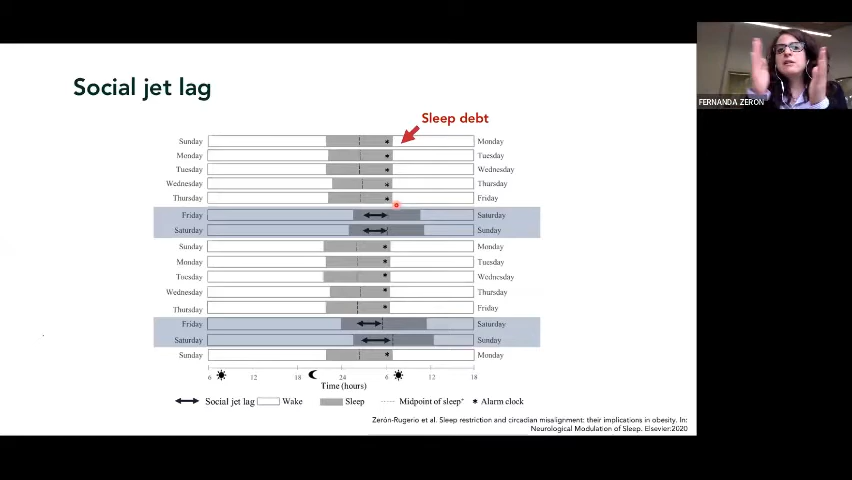 FERNANDA ZERON
Social jet lag
Sleep debt
Sunday Monday
Monday Tuesday
Tuesday Wednesday
Wednesday Thursday
Thursday Friday
Friday Saturday
Saturday Sunday
Sunday Monday
Monday Tuesday
Tuesday Wednesday
Wednesday Thursday
Thursday Friday
Friday Saturday
Saturday Sunday
Sunday Monday
6 12 18 24 6 12 18
Time (hours)
Social jet lag Wake Sleep Midpoint of sleep* * Alarm clock
Zerón-Rugerio et al. Sleep restriction and circadian misalignment: their implications in obesity. In:
Neurological Modulation of Sleep. Elsevier:2020